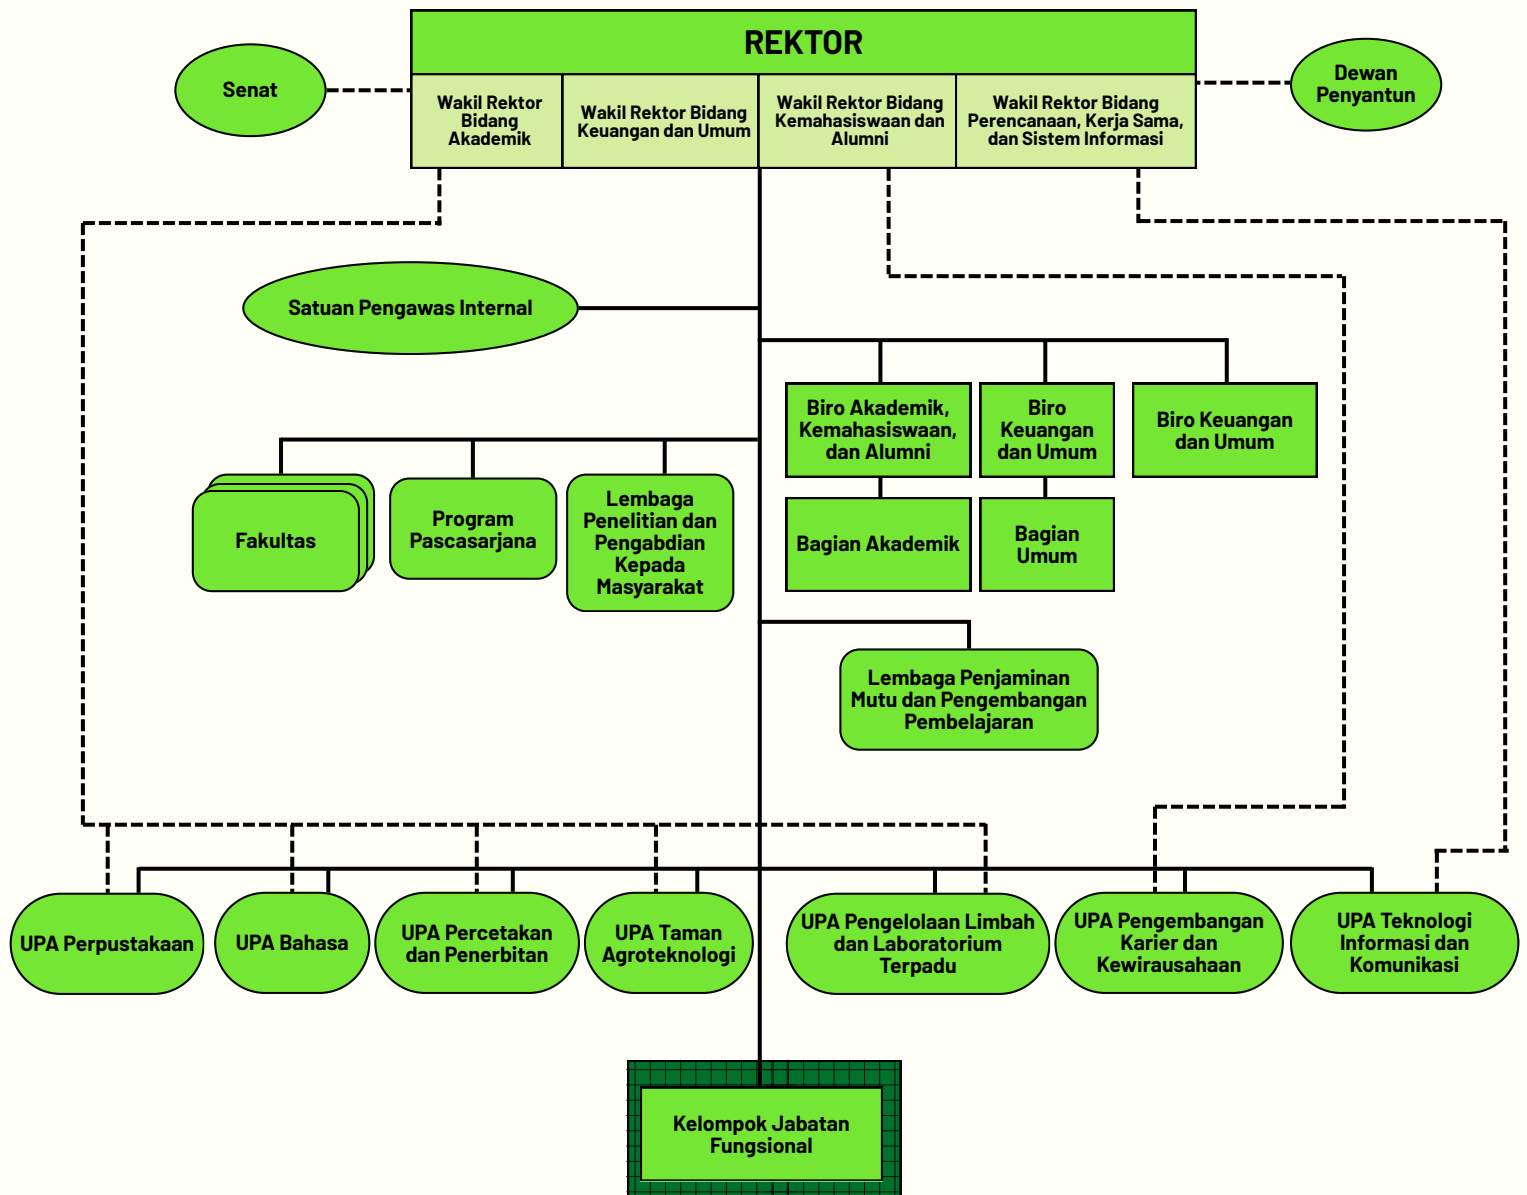 REKTOR
Senat
Dewan
Penyantun
Wakil Rektor
Bidang
Akademik
Wakil Rektor Bidang
Keuangan dan Umum
Wakil Rektor Bidang
Kemahasiswaan dan
Alumni
Wakil Rektor Bidang
Perencanaan, Kerja Sama,
dan Sistem Informasi
Satuan Pengawas Internal
Biro Akademik,
Kemahasiswaan,
dan Alumni
Biro
Keuangan
dan Umum
Biro Keuangan
dan Umum
Fakultas
Program
Pascasarjana
Lembaga
Penelitian dan
Pengabdian
Kepada
Masyarakat
Bagian Akademik
Bagian
Umum
Lembaga Penjaminan
Mutu dan Pengembangan
Pembelajaran
UPA Perpustakaan
UPA Bahasa
UPA Percetakan
dan Penerbitan
UPA Taman
Agroteknologi
UPA Pengelolaan Limbah
dan Laboratorium
Terpadu
UPA Pengembangan
Karier dan
Kewirausahaan
UPA Teknologi
Informasi dan
Komunikasi
Kelompok Jabatan
Fungsional